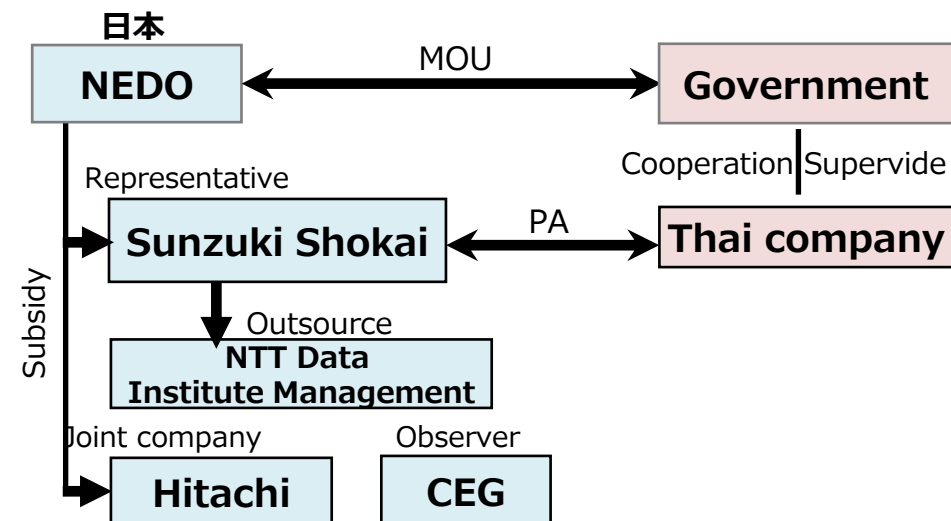 日本
NEDO
MOU
Government
Cooperation
Supervide
Representative
Sunzuki Shokai
PA
Thai company
Subsidy
Outsource
NTT Data
Institute Management
Joint company
Observer
Hitachi
CEG